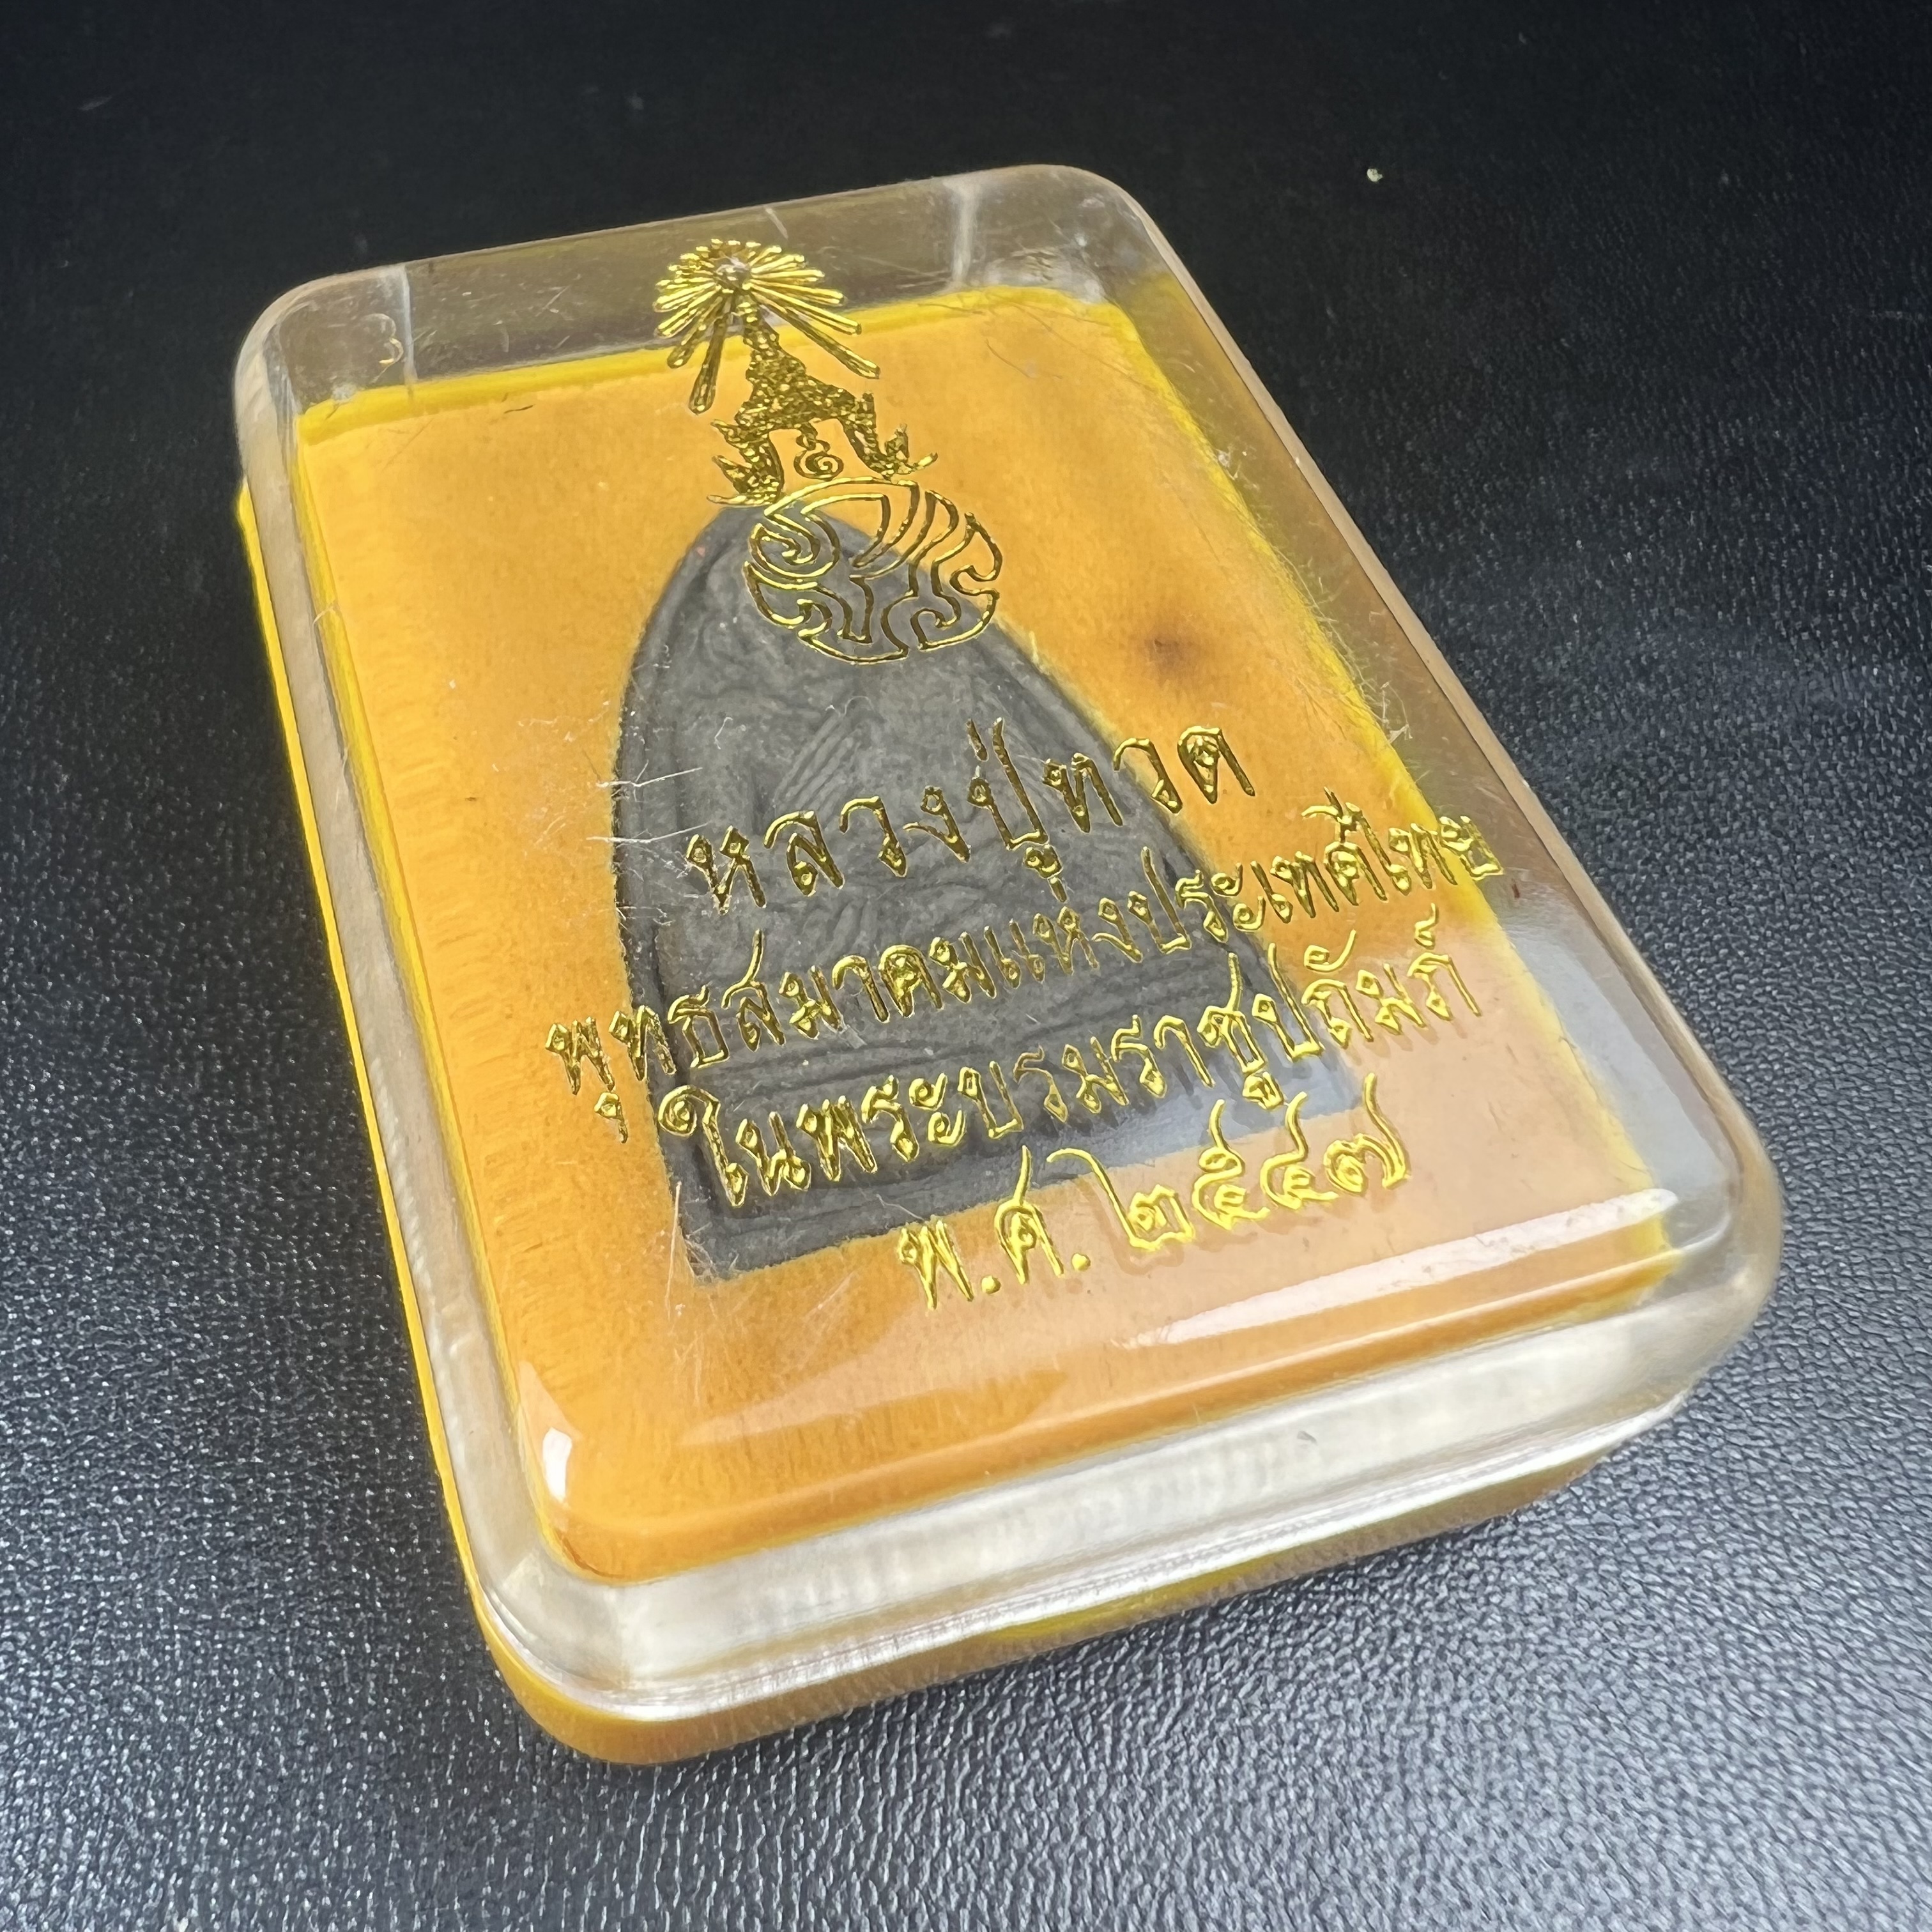 หลวงปู่ทวด
พุทธสมาคมแห่งประเทศไทย
ในพระบรมราชูปถัมภ์
พ.ศ. ๒๕๔๗